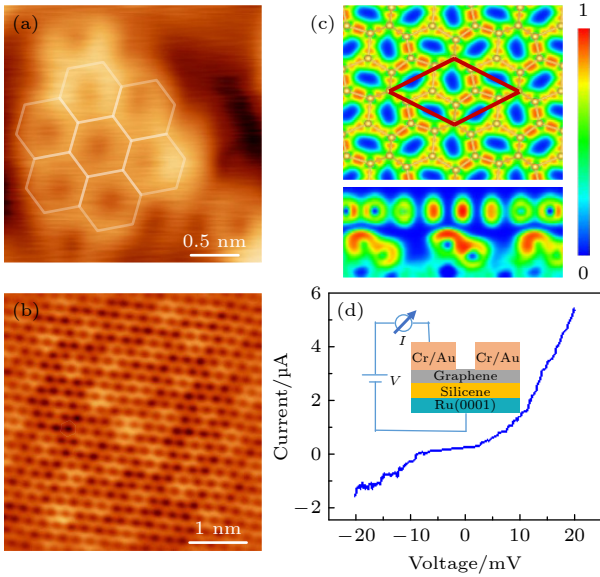 (a)
0.5 nm
(b)
1 nm
(c)
1
0
(d)
I
V
Cr/Au Cr/Au
Graphene
Silicene
Ru(0001)
Current/μA
6
4
2
0
−2
−20 −10 0 10 20
Voltage/mV